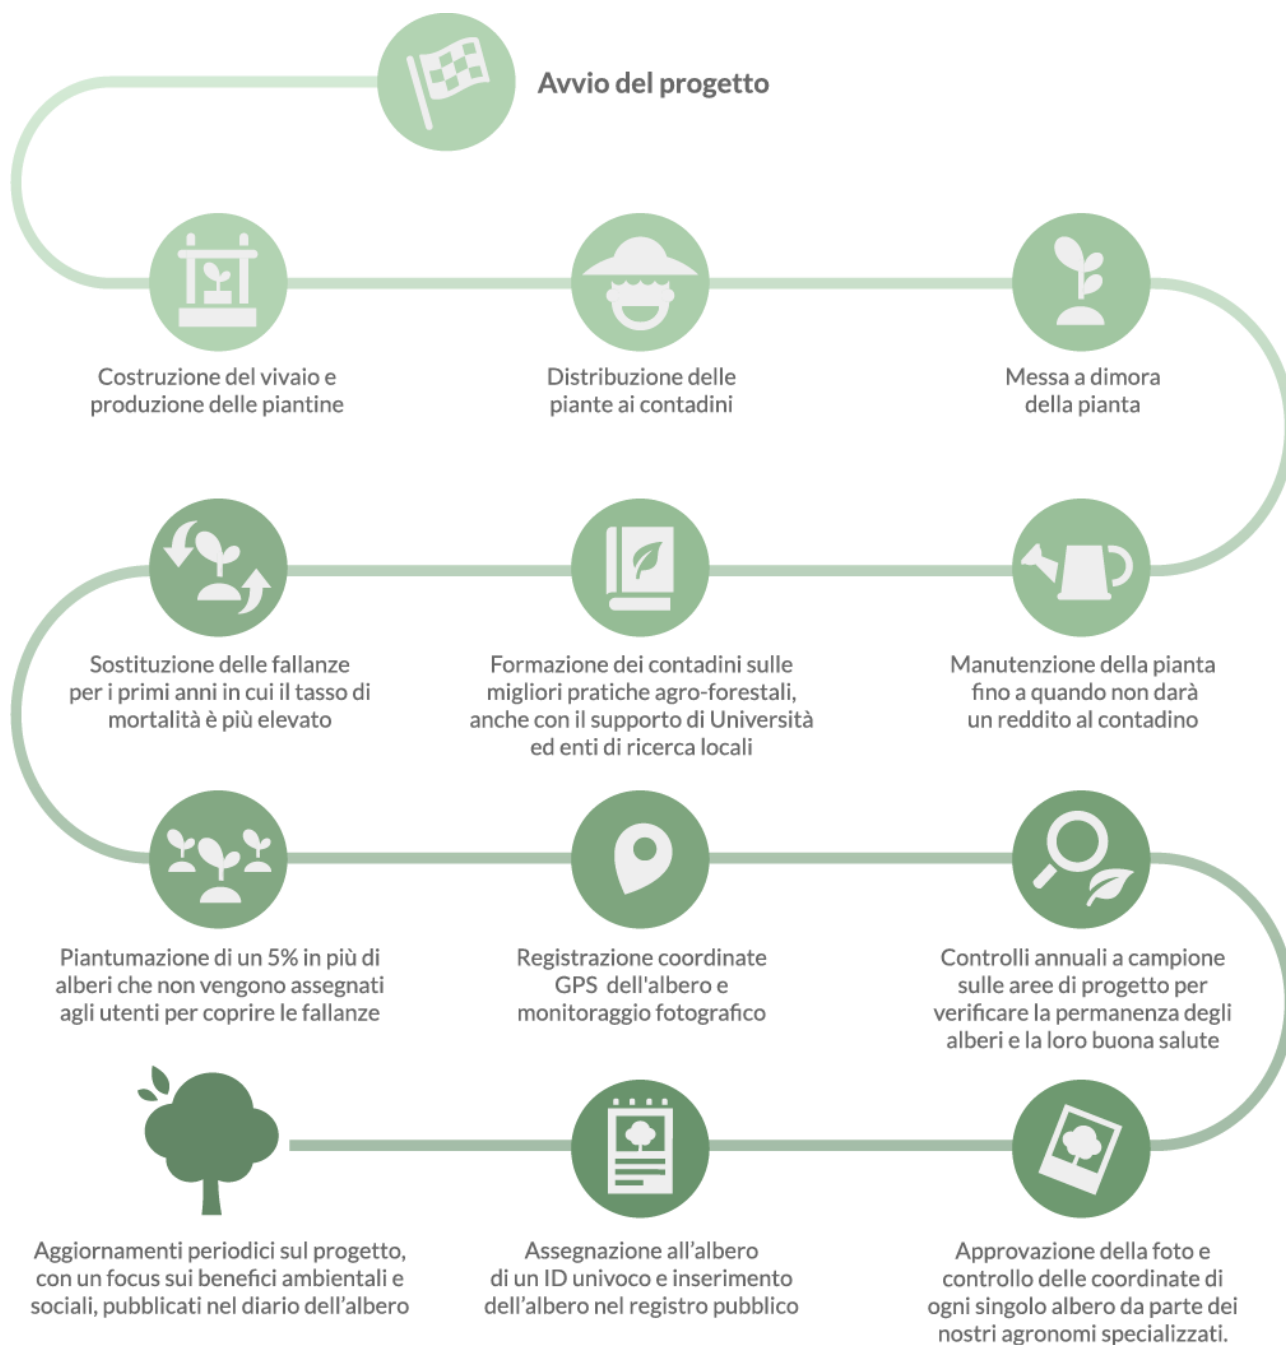 Avvio del progetto
Costruzione del vivaio e
produzione delle piantine
Distribuzione delle
piante ai contadini
Messa a dimora
della pianta
Manutenzione della pianta
fino a quando non darà
un reddito al contadino
Formazione dei contadini sulle
migliori pratiche agro-forestali,
anche con il supporto di Università
ed enti di ricerca locali
Sostituzione delle fallanze
per i primi anni in cui il tasso di
mortalità è più elevato
Piantumazione di un 5% in più di
alberi che non vengono assegnati
agli utenti per coprire le fallanze
Registrazione coordinate
GPS dell'albero e
monitoraggio fotografico
Controlli annuali a campione
sulle aree di progetto per
verificare la permanenza degli
alberi e la loro buona salute
Approvazione della foto e
controllo delle coordinate di
ogni singolo albero da parte dei
nostri agronomi specializzati.
Assegnazione all’albero
di un ID univoco e inserimento
dell’albero nel registro pubblico
Aggiornamenti periodici sul progetto,
con un focus sui benefici ambientali e
sociali, pubblicati nel diario dell’albero